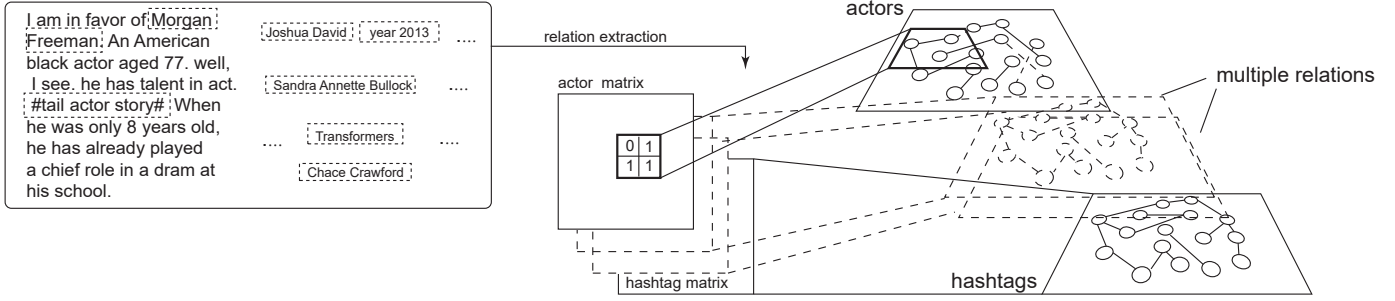 I am in favor of Morgan
Freeman. An American
black actor aged 77. well,
I see. he has talent in act.
#tail actor story# When
he was only 8 years old,
he has already played
a chief role in a dram at
his school.
Joshua David
year 2013
....
Sandra Annette Bullock
....
....
Transformers
....
Chace Crawford
relation extraction
actor matrix
0 1
1 1
hashtag matrix
actors
multiple relations
hashtags